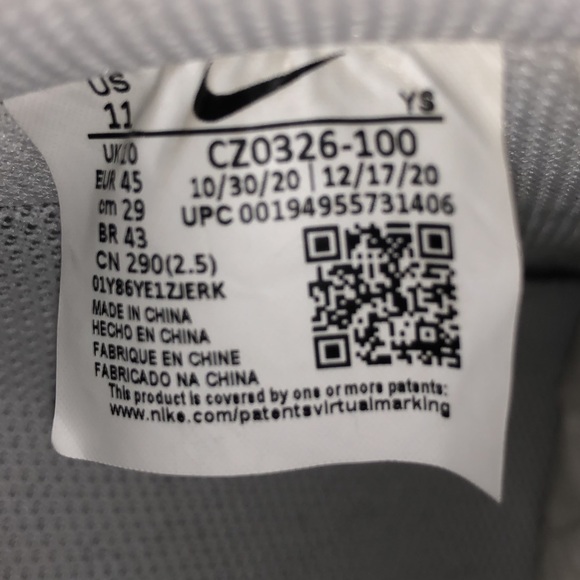 US
11
YS
UK 10
EUR 45
cm 29
BR 43
CN 290(2.5)
01Y86YE1ZJERK
CZ0326-100
10/30/20 | 12/17/20
UPC 00194955731406
MADE IN CHINA
HECHO EN CHINA
FABRIQUE EN CHINE
FABRICADO NA CHINA
This product is covered by one or more patents:
www.nike.com/patentsvirtualmarking